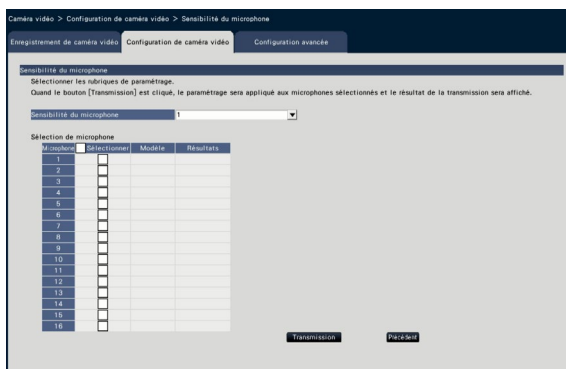 Caméra vidéo > Configuration de caméra vidéo > Sensibilité du microphone
Enregistrement de caméra vidéo Configuration de caméra vidéo Configuration avancée
Sensibilité du microphone
Sélectionner les rubriques de paramétrage.
Quand le bouton [Transmission] est cliqué, le paramétrage sera appliqué aux microphones sélectionnés et le résultat de la transmission sera affiché.
Sensibilité du microphone 1
Sélection de microphone
Microphone Sélectionner Modèle Résultats
1
2
3
4
5
6
7
8
9
10
11
12
13
14
15
16
Transmission Précédent